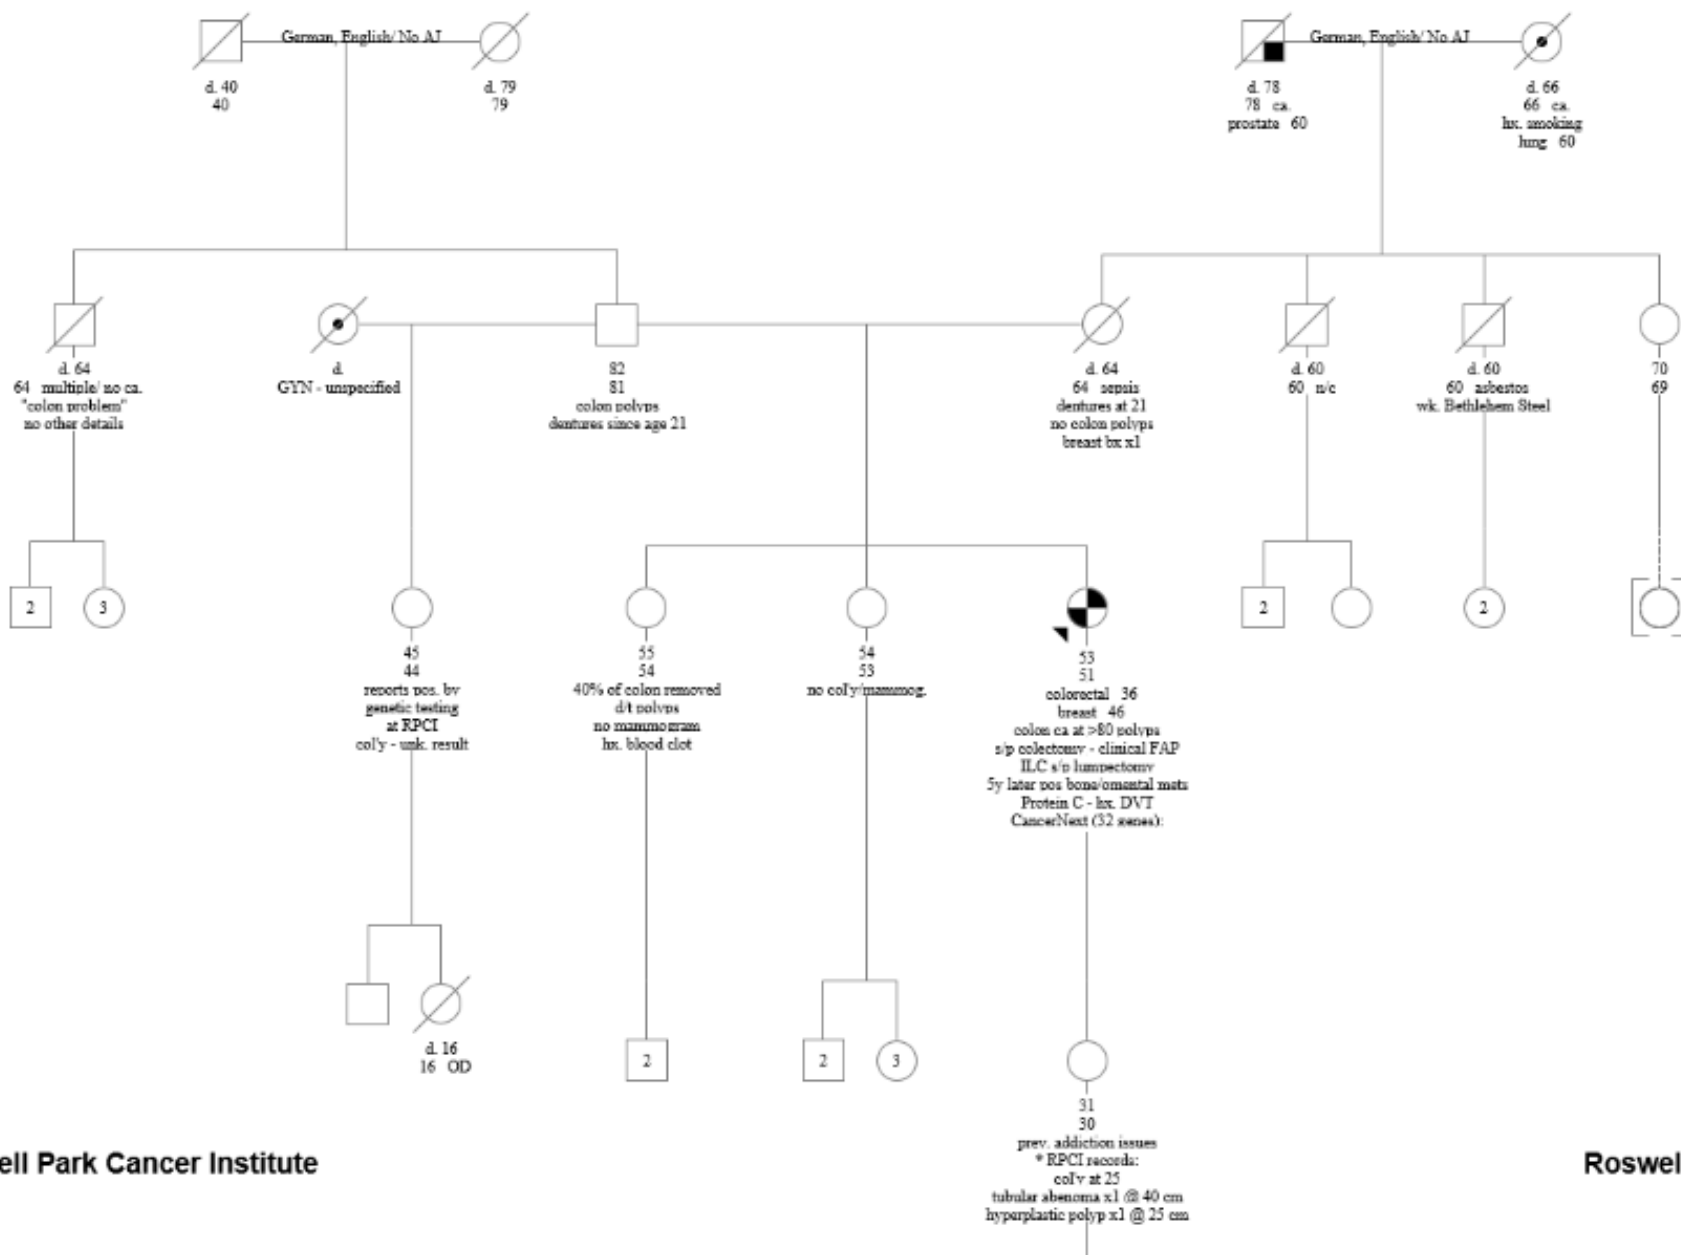 German, English/ No AJ
d. 40
40
d. 79
79
German, English/ No AJ
d. 78
78 ca.
prostate 60
d. 66
66 ca.
hx. smoking
lung 60
d. 64
64 multiple/ no ca.
"colon problem"
no other details
d.
GYN - unspecified
82
81
colon polyps
dentures since age 21
d. 64
64 sepsis
dentures at 21
no colon polyps
breast bx x1
d. 60
60 n/c
d. 60
60 asbestos
wk. Bethlehem Steel
70
69
2
3
45
44
reports pos. by
genetic testing
at RPCI
col'y - unk. result
55
54
40% of colon removed
d/t polyps
no mammogram
hx. blood clot
54
53
no col'y/mammog.
53
51
colorectal 36
breast 46
colon ca at >80 polyps
s/p colectomy - clinical FAP
ILC s/p lumpectomy
5y later pos bone/omental mets
Protein C - hx. DVT
CancerNext (32 genes):
2
2
d. 16
16 OD
2
2
3
31
30
prev. addiction issues
* RPCI records:
col'y at 25
tubular abenoma x1 @ 40 cm
hyperplastic polyp x1 @ 25 cm
ell Park Cancer Institute
Roswel